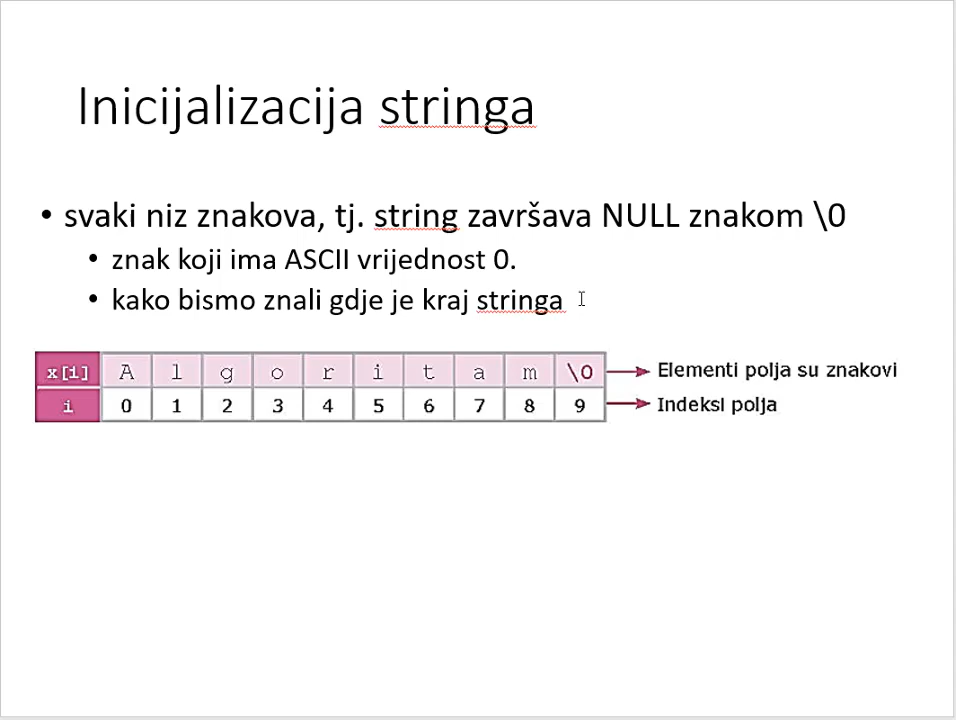 Inicijalizacija stringa
• svaki niz znakova, tj. string završava NULL znakom \0
• znak koji ima ASCII vrijednost 0.
• kako bismo znali gdje je kraj stringa
x[i] A l g o r i t a m \0 Elementi polja su znakovi
i 0 1 2 3 4 5 6 7 8 9 Indeksi polja